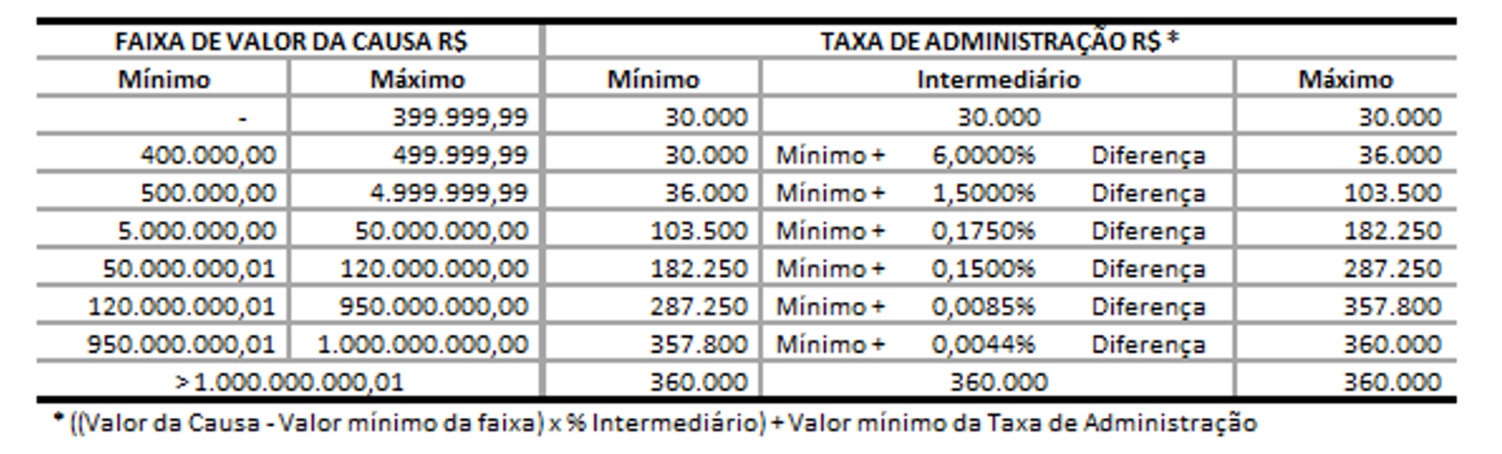 FAIXA DE VALOR DA CAUSA R$ TAXA DE ADMINISTRAÇÃO R$ *
Mínimo Máximo Mínimo Intermediário Máximo
- 399.999,99 30.000 30.000 30.000
400.000,00 499.999,99 30.000 Mínimo + 6,0000% Diferença 36.000
500.000,00 4.999.999,99 36.000 Mínimo + 1,5000% Diferença 103.500
5.000.000,00 50.000.000,00 103.500 Mínimo + 0,1750% Diferença 182.250
50.000.000,01 120.000.000,00 182.250 Mínimo + 0,1500% Diferença 287.250
120.000.000,01 950.000.000,00 287.250 Mínimo + 0,0085% Diferença 357.800
950.000.000,01 1.000.000.000,00 357.800 Mínimo + 0,0044% Diferença 360.000
> 1.000.000.000,01 360.000 360.000 360.000
* ((Valor da Causa - Valor mínimo da faixa) x % Intermediário) + Valor mínimo da Taxa de Administração